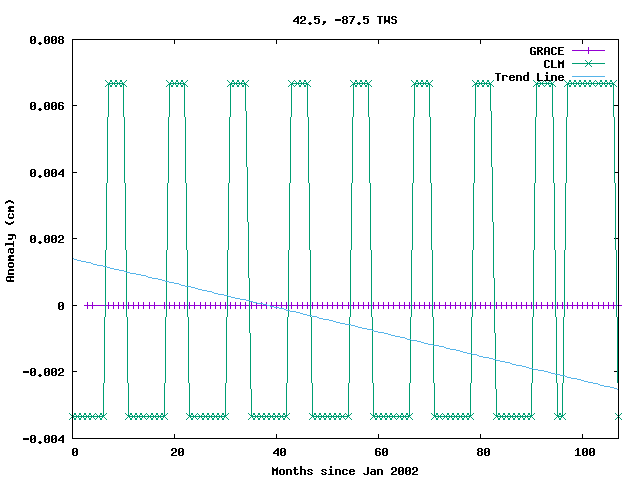 42.5, -87.5 TWS
GRACE
CLM
Trend Line
Anomaly (cm)
0.008
0.006
0.004
0.002
0
-0.002
-0.004
0 20 40 60 80 100
Months since Jan 2002